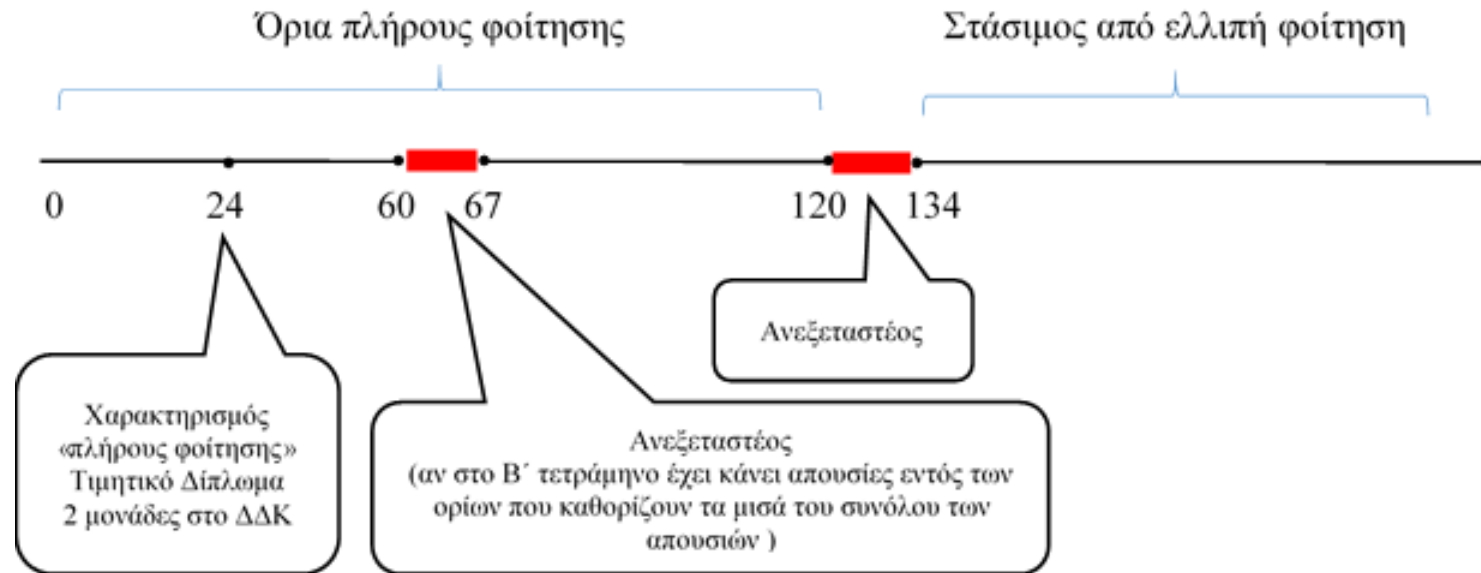 Όρια πλήρους φοίτησης
Στάσιμος από ελλιπή φοίτηση
0
24
60
67
120
134
Ανεξεταστέος
Χαρακτηρισμός
«πλήρους φοίτησης»
Τιμητικό Δίπλωμα
2 μονάδες στο ΔΔΚ
Ανεξεταστέος
(αν στο Β΄ τετράμηνο έχει κάνει απουσίες εντός των
ορίων που καθορίζουν τα μισά του συνόλου των
απουσιών )